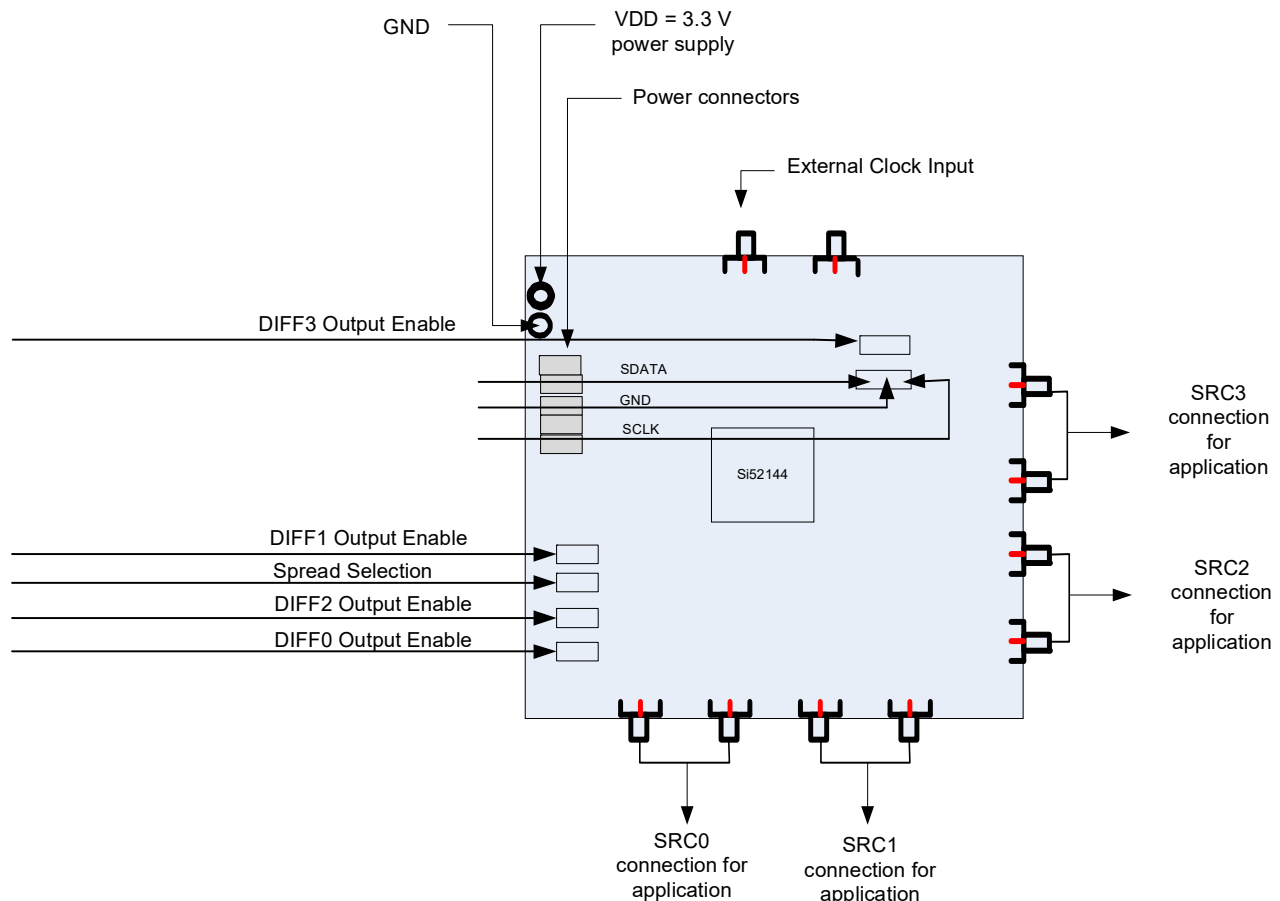 VDD = 3.3 V
power supply
GND
Power connectors
External Clock Input
DIFF3 Output Enable
SDATA
GND
SCLK
Si52144
SRC3
connection
for
application
DIFF1 Output Enable
Spread Selection
DIFF2 Output Enable
DIFF0 Output Enable
SRC2
connection
for
application
SRC0
connection for
application
SRC1
connection for
application